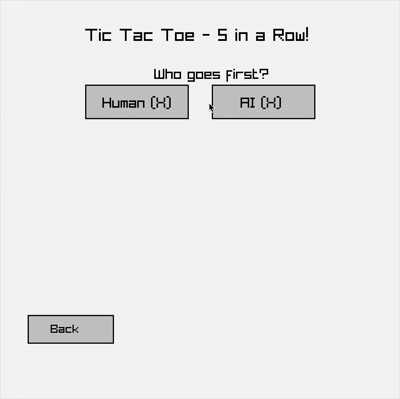 Tic Tac Toe - 5 in a Row!
Who goes first?
Human (X)
AI (X)
Back